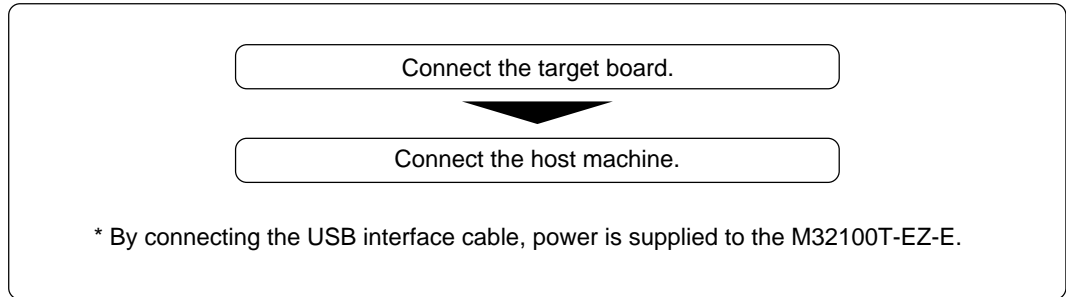 Connect the target board.
Connect the host machine.
* By connecting the USB interface cable, power is supplied to the M32100T-EZ-E.